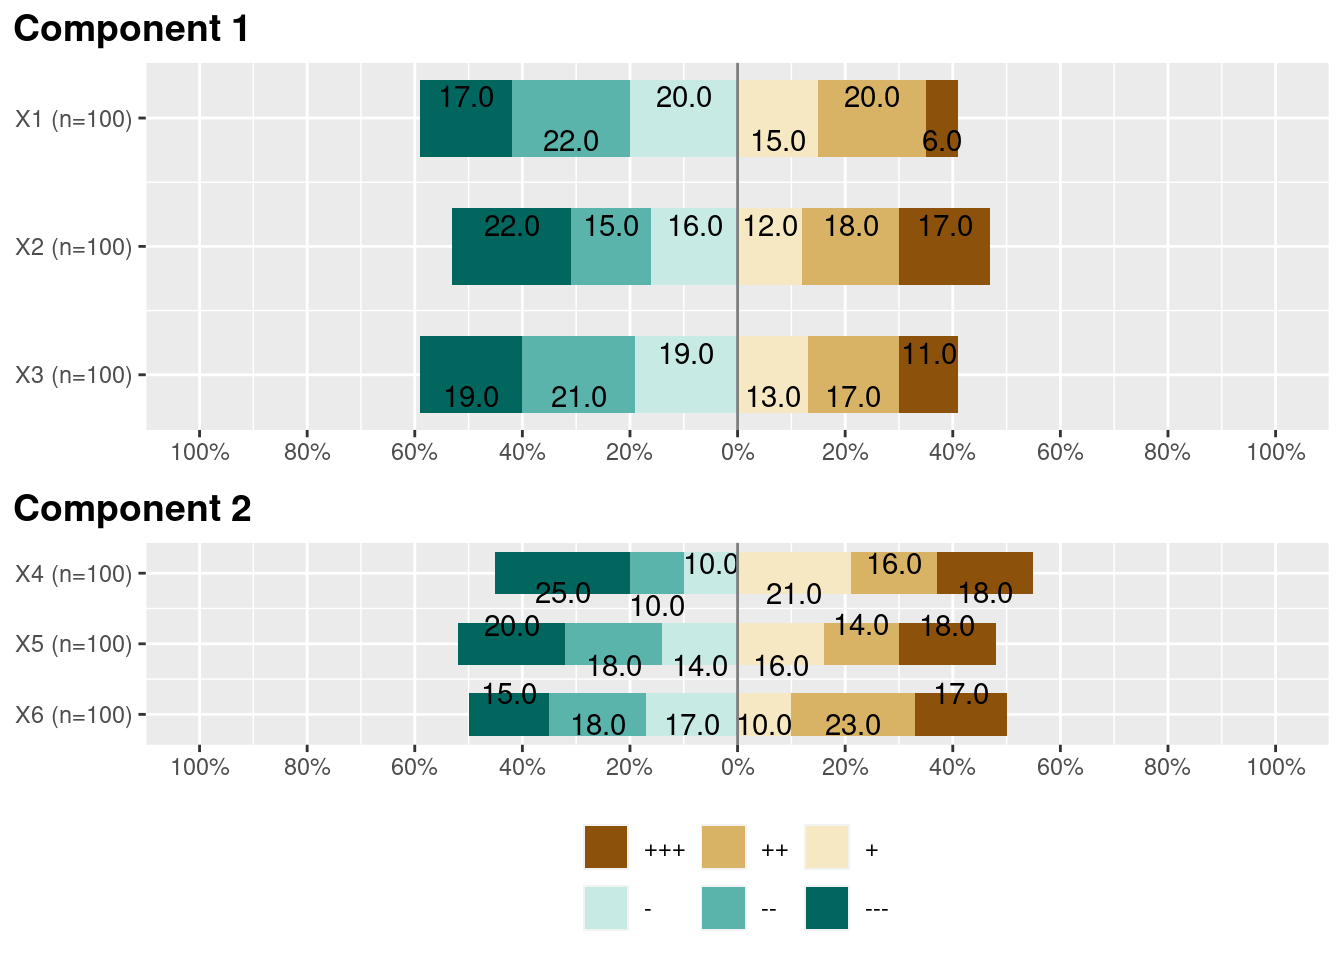 Component 1
17.0 20.0 20.0
X1 (n=100)
22.0 15.0 6.0
22.0 15.0 16.0 12.0 18.0 17.0
X2 (n=100)
19.0 11.0
X3 (n=100)
19.0 21.0 13.0 17.0
100% 80% 60% 40% 20% 0% 20% 40% 60% 80% 100%
Component 2
10.0 16.0
X4 (n=100)
25.0 10.0 21.0 18.0
20.0 14.0 18.0
X5 (n=100)
18.0 14.0 16.0
15.0 17.0
X6 (n=100)
18.0 17.0 10.0 23.0
100% 80% 60% 40% 20% 0% 20% 40% 60% 80% 100%
+++ ++ +
- -- ---